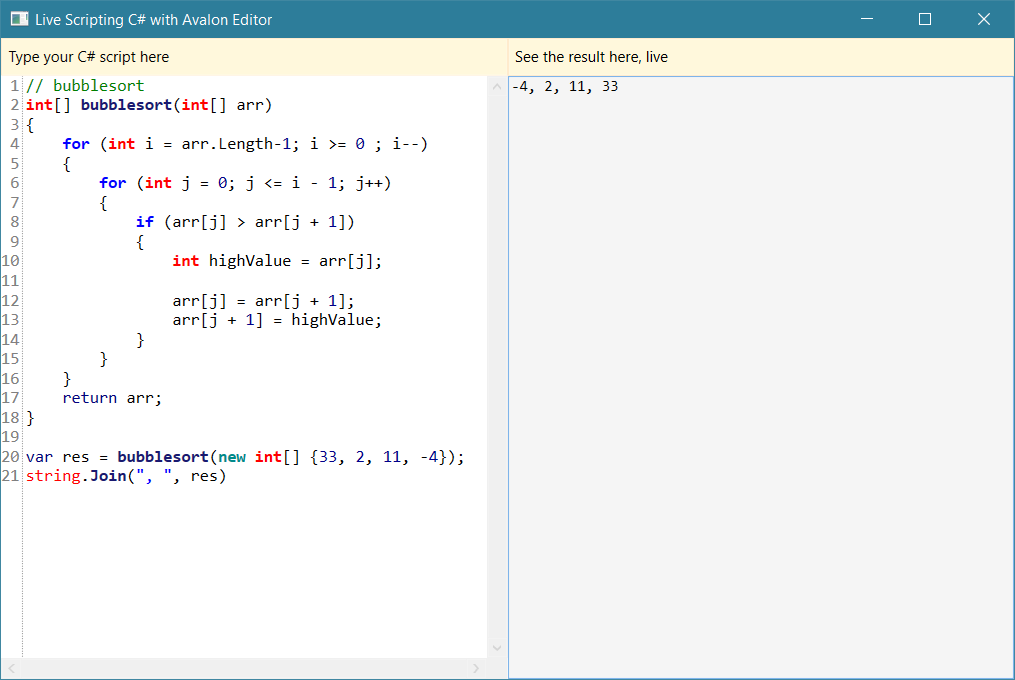 Live Scripting C# with Avalon Editor
Type your C# script here
See the result here, live
1 // bubblesort
2 int[] bubblesort(int[] arr)
3 {
4     for (int i = arr.Length-1; i >= 0 ; i--)
5     {
6         for (int j = 0; j <= i - 1; j++)
7         {
8             if (arr[j] > arr[j + 1])
9             {
10                 int highValue = arr[j];
11
12                 arr[j] = arr[j + 1];
13                 arr[j + 1] = highValue;
14             }
15         }
16     }
17     return arr;
18 }
19
20 var res = bubblesort(new int[] {33, 2, 11, -4});
21 string.Join(", ", res)
-4, 2, 11, 33